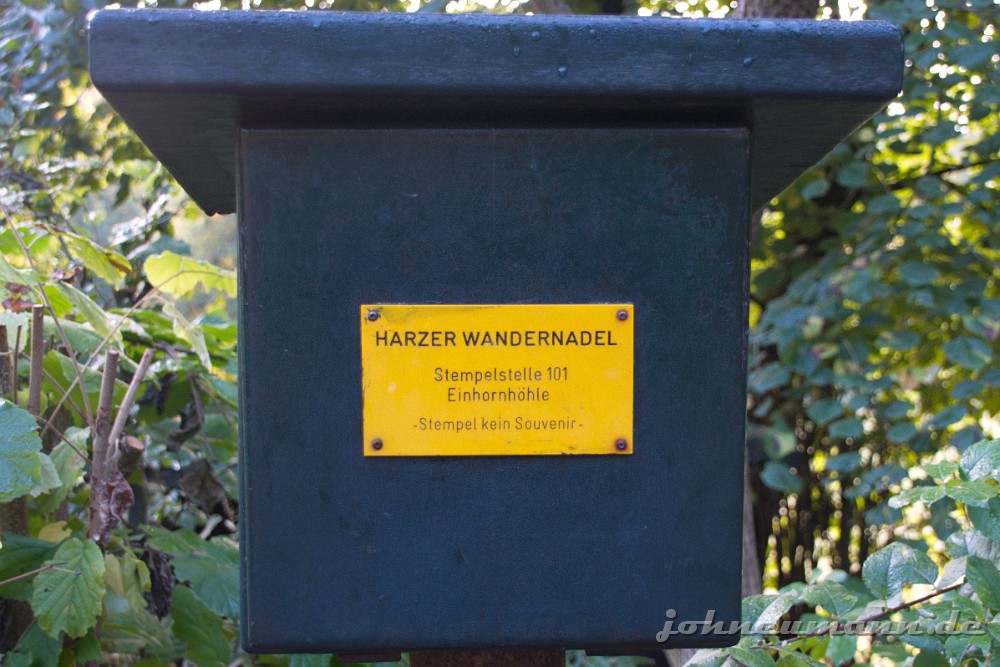 HARZER WANDERNADEL
Stempelstelle 101
Einhornhöhle
-Stempel kein Souvenir-
johneumann.de